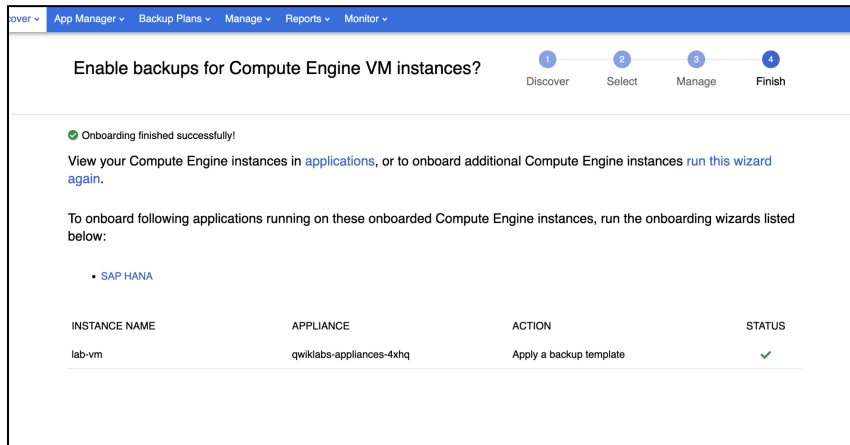 App Manager Backup Plans Manage Reports Monitor
Enable backups for Compute Engine VM instances?
1 2 3 4
Discover Select Manage Finish
Onboarding finished successfully!
View your Compute Engine instances in applications, or to onboard additional Compute Engine instances run this wizard
again.
To onboard following applications running on these onboarded Compute Engine instances, run the onboarding wizards listed
below:
• SAP HANA
INSTANCE NAME APPLIANCE ACTION STATUS
lab-vm qwiklabs-appliances-4xhq Apply a backup template